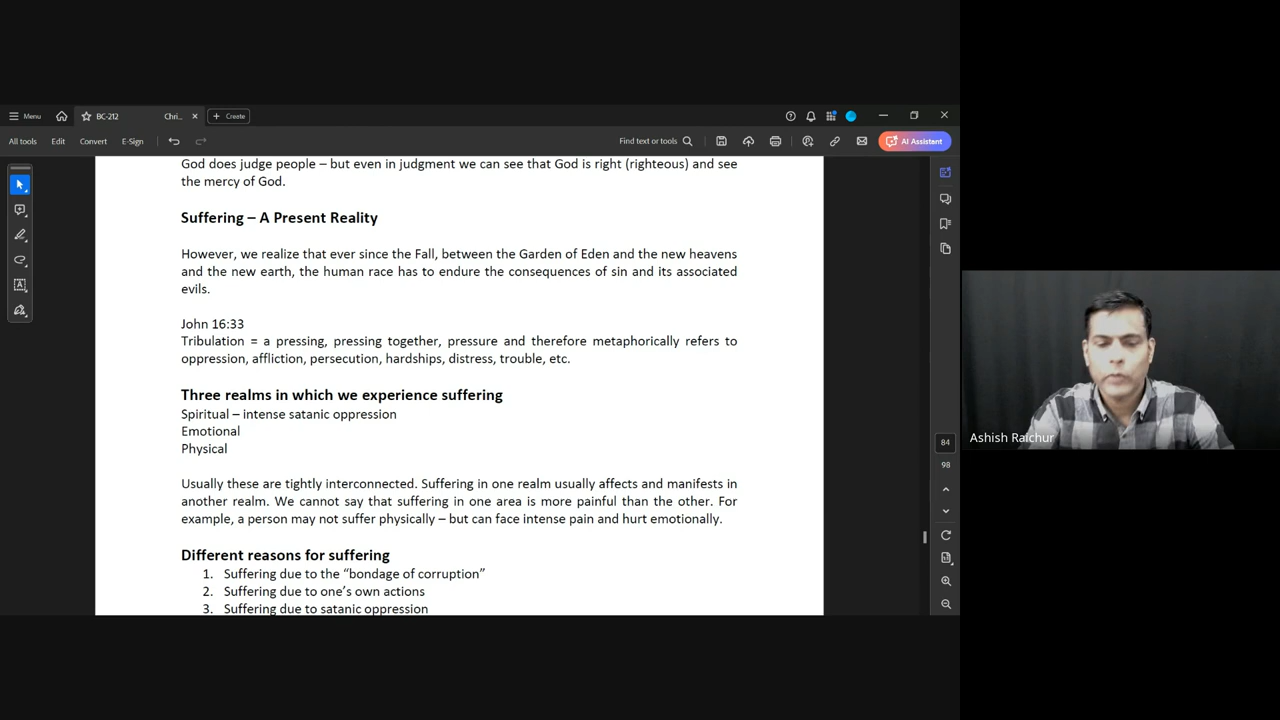 Menu
BC-212
Chri...
Create
All tools
Edit
Convert
E-Sign
Find text or tools
AI Assistant
God does judge people – but even in judgment we can see that God is right (righteous) and see
the mercy of God.
Suffering – A Present Reality
However, we realize that ever since the Fall, between the Garden of Eden and the new heavens
and the new earth, the human race has to endure the consequences of sin and its associated
evils.
John 16:33
Tribulation = a pressing, pressing together, pressure and therefore metaphorically refers to
oppression, affliction, persecution, hardships, distress, trouble, etc.
Three realms in which we experience suffering
Spiritual – intense satanic oppression
Emotional
Physical
Usually these are tightly interconnected. Suffering in one realm usually affects and manifests in
another realm. We cannot say that suffering in one area is more painful than the other. For
example, a person may not suffer physically – but can face intense pain and hurt emotionally.
Different reasons for suffering
1. Suffering due to the “bondage of corruption”
2. Suffering due to one’s own actions
3. Suffering due to satanic oppression
84
98
Ashish Raichur